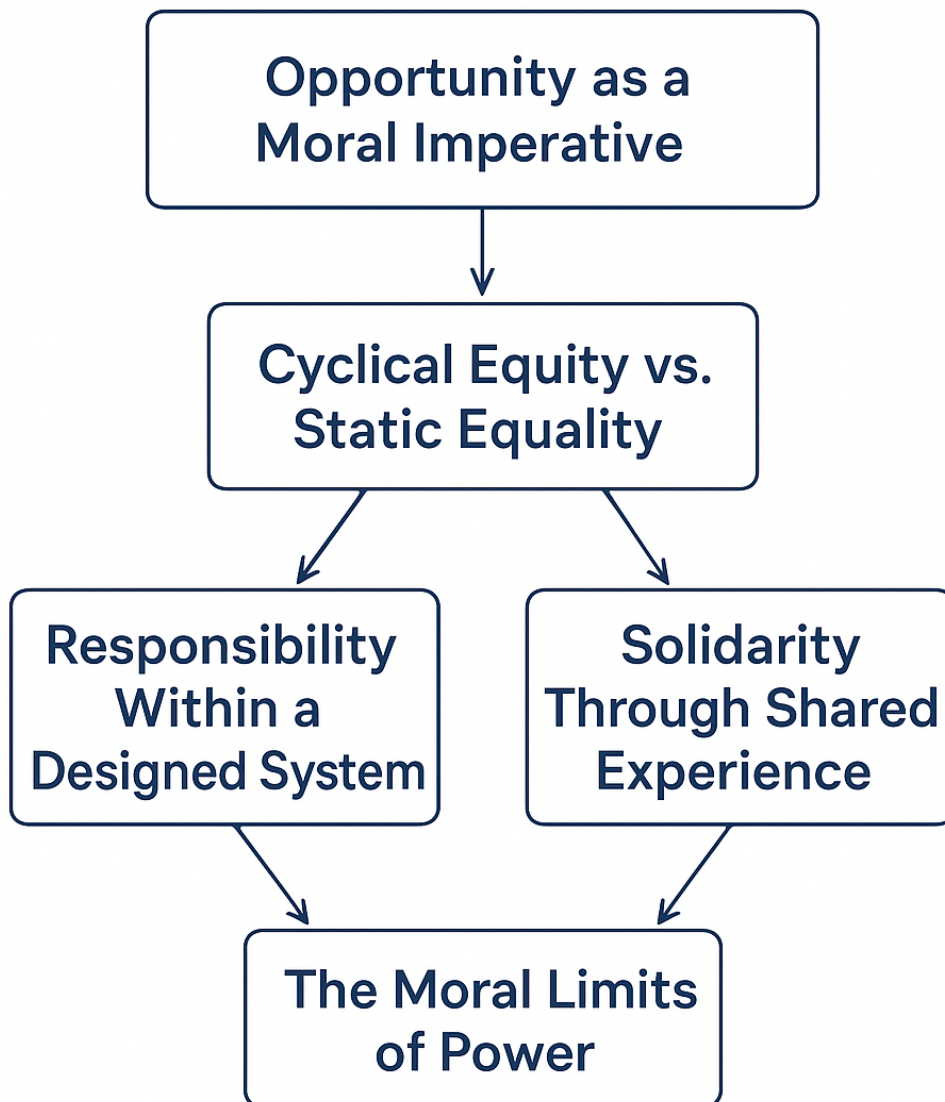 Opportunity as a
Moral Imperative
Cyclical Equity vs.
Static Equality
Responsibility
Within a
Designed System
Solidarity
Through Shared
Experience
The Moral Limits
of Power